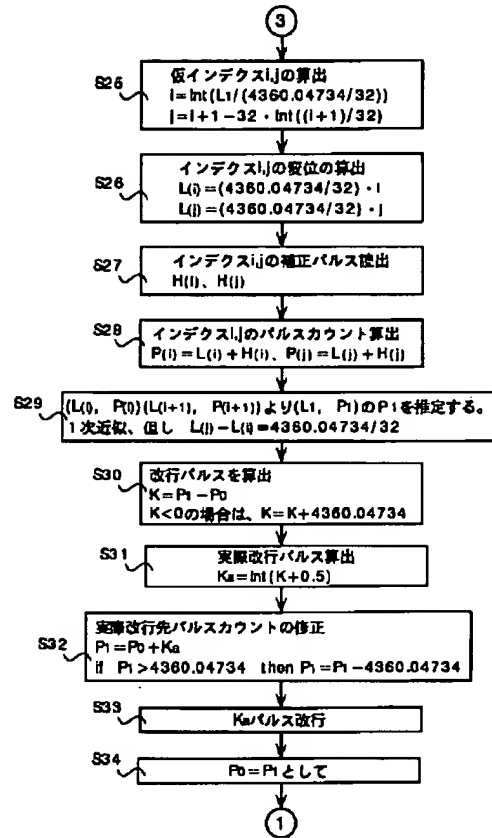 3
S25
仮インデクスi,jの算出
i=Int(L1/(4360.04734/32))
j=i+1-32・Int((i+1)/32)
S26
インデクスi,jの変位の算出
L(i)=(4360.04734/32)・i
L(j)=(4360.04734/32)・j
S27
インデクスi,jの補正パルス読出
H(i)、H(j)
S28
インデクスi,jのパルスカウント算出
P(i)=L(i)+H(i)、P(j)=L(j)+H(j)
S29
(L(i), P(i))(L(i+1), P(i+1))より(L1, P1)のP1を推定する。
1次近似、但し L(j)-L(i)=4360.04734/32
S30
改行パルスを算出
K=P1-P0
K<0の場合は、K=K+4360.04734
S31
実際改行パルス算出
Ka=Int(K+0.5)
S32
実際改行先パルスカウントの修正
P1=P0+Ka
if P1>4360.04734 then P1=P1-4360.04734
S33
Kaパルス改行
S34
P0=P1として
1